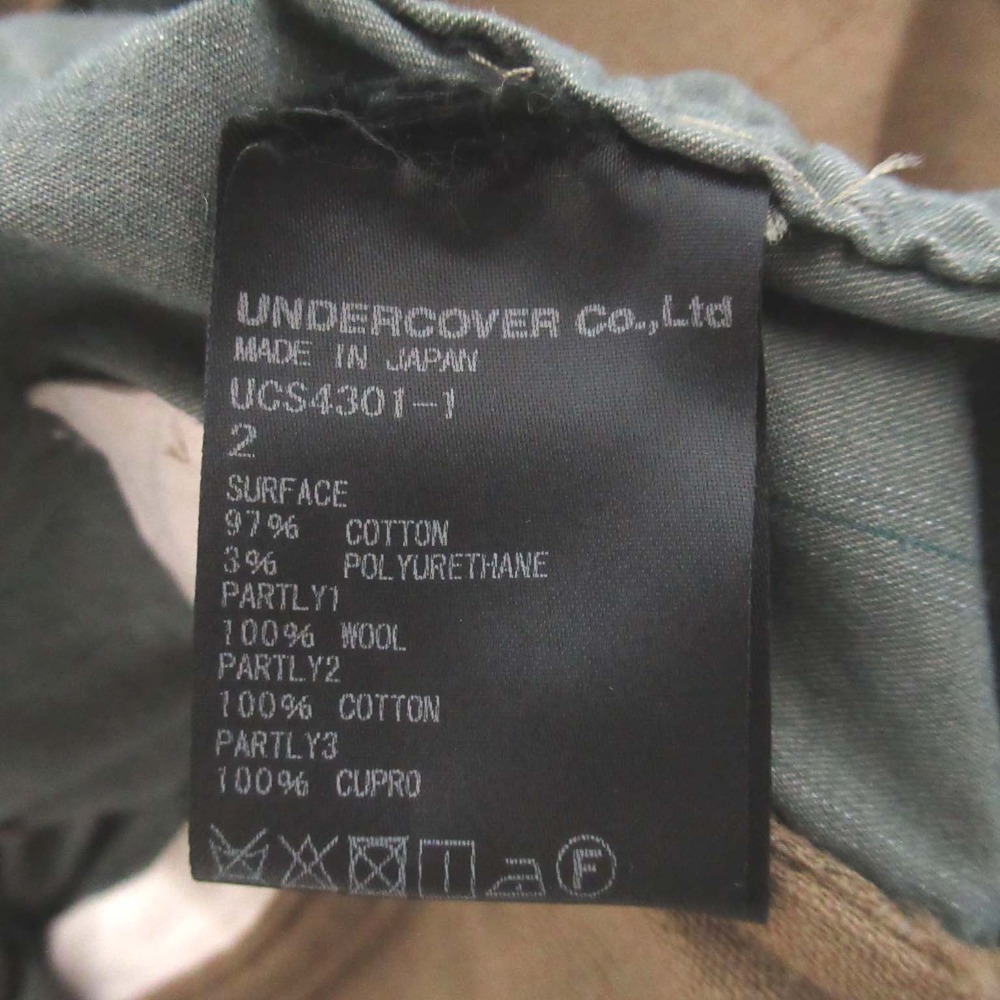 UNDERCOVER Co.,Ltd
MADE IN JAPAN
UCS4301-1
2
SURFACE
97% COTTON
3% POLYURETHANE
PARTLY1
100% WOOL
PARTLY2
100% COTTON
PARTLY3
100% CUPRO
F